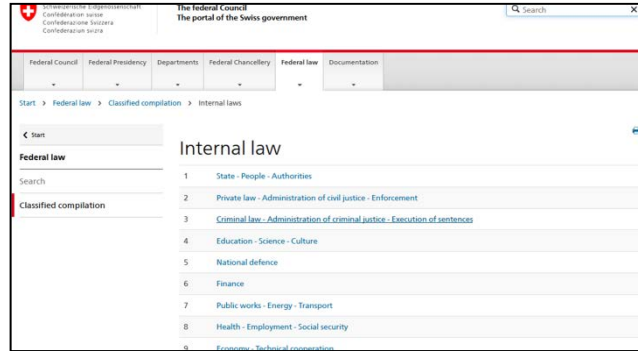 Schweizerische Eidgenossenschaft
Confédération suisse
Confederazione Svizzera
Confederaziun svizra
The federal Council
The portal of the Swiss government
Search
Federal Council Federal Presidency Departments Federal Chancellery Federal law Documentation
Start > Federal law > Classified compilation > Internal laws
Start
Federal law
Search
Classified compilation
Internal law
1 State - People - Authorities
2 Private law - Administration of civil justice - Enforcement
3 Criminal law - Administration of criminal justice - Execution of sentences
4 Education - Science - Culture
5 National defence
6 Finance
7 Public works - Energy - Transport
8 Health - Employment - Social security
9 Economy - Technical cooperation